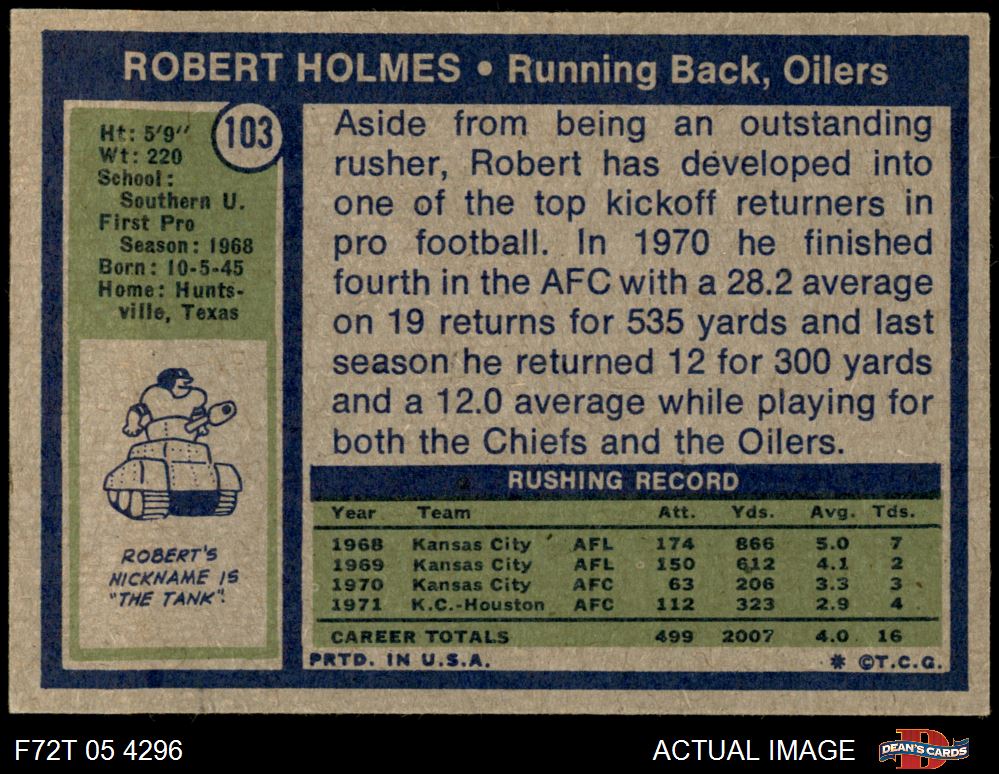 ROBERT HOLMES • Running Back, Oilers
103
Ht: 5'9''
Wt: 220
School:
Southern U.
First Pro
Season: 1968
Born: 10-5-45
Home: Hunts-
ville, Texas
ROBERT'S
NICKNAME IS
"THE TANK".
Aside from being an outstanding
rusher, Robert has developed into
one of the top kickoff returners in
pro football. In 1970 he finished
fourth in the AFC with a 28.2 average
on 19 returns for 535 yards and last
season he returned 12 for 300 yards
and a 12.0 average while playing for
both the Chiefs and the Oilers.
RUSHING RECORD
Year Team Att. Yds. Avg. Tds.
1968 Kansas City AFL 174 866 5.0 7
1969 Kansas City AFL 150 612 4.1 2
1970 Kansas City AFC 63 206 3.3 3
1971 K.C.-Houston AFC 112 323 2.9 4
CAREER TOTALS 499 2007 4.0 16
PRTD. IN U.S.A. * ©T.C.G.
F72T 05 4296 ACTUAL IMAGE
DEAN'S CARDS